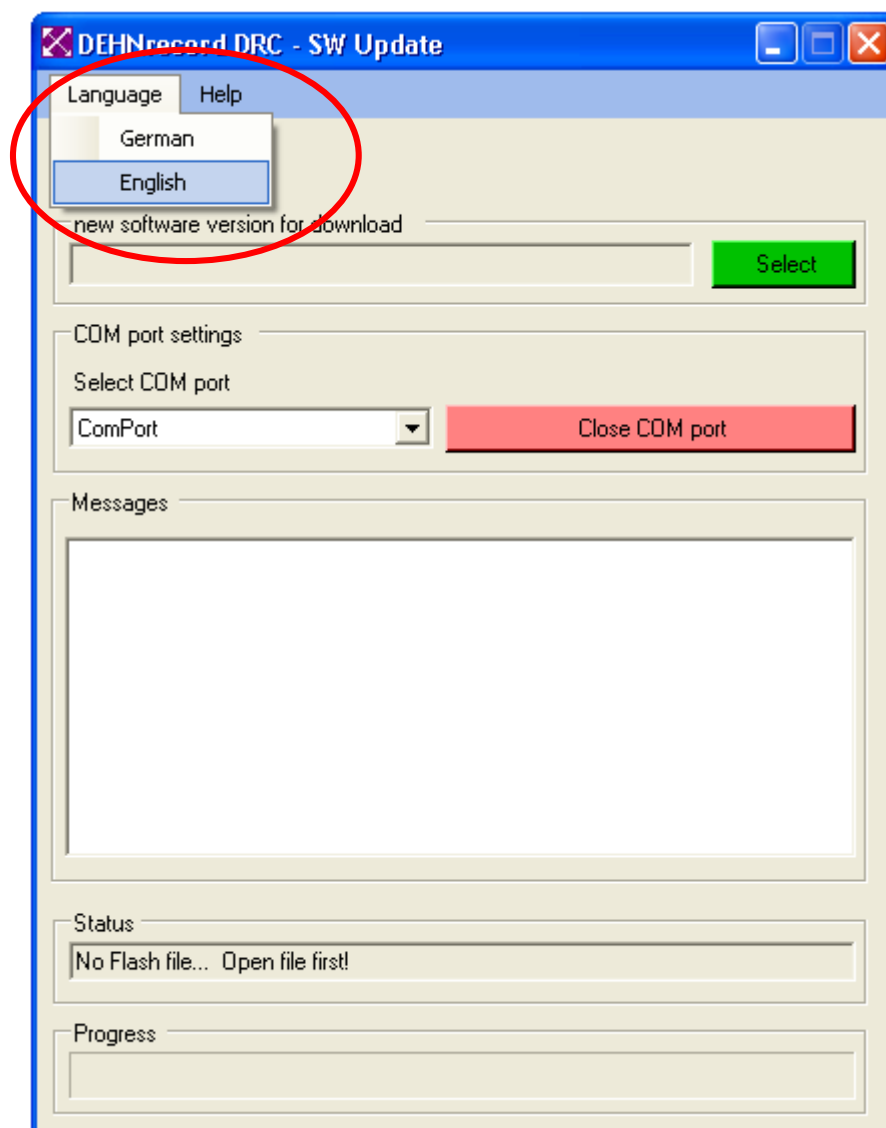 DEHNrecord DRC - SW Update
Language Help
German
English
new software version for download
Select
COM port settings
Select COM port
ComPort
Close COM port
Messages
Status
No Flash file... Open file first!
Progress